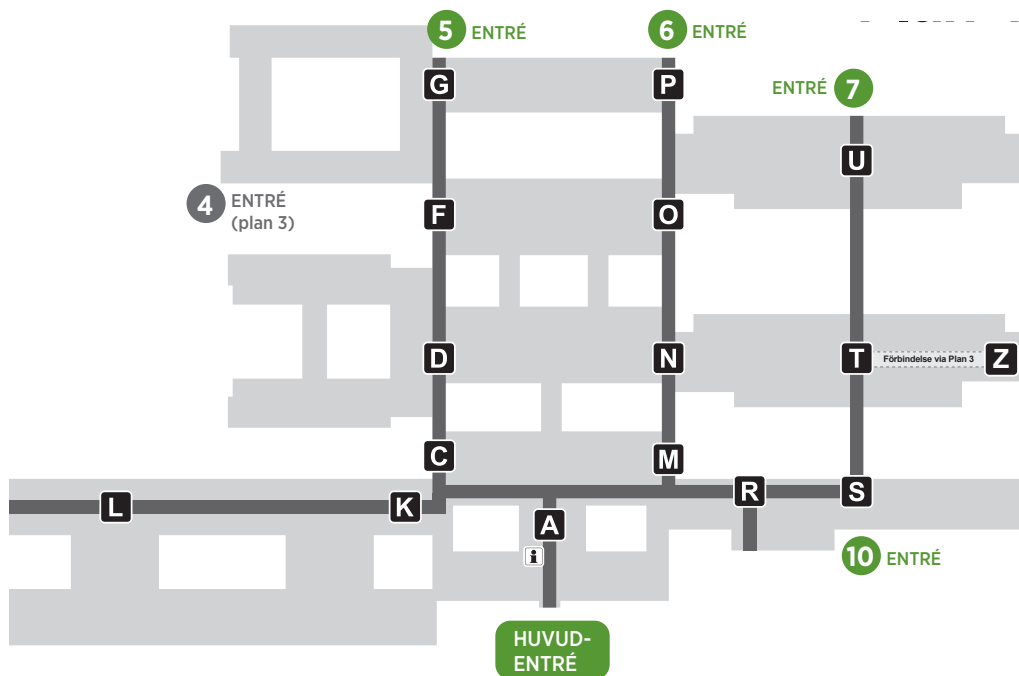 5 ENTRÉ
6 ENTRÉ
ENTRÉ 7
G
P
U
4 ENTRÉ
(plan 3)
F
O
D
N
T
Förbindelse via Plan 3
Z
C
M
L
K
R
S
A
i
10 ENTRÉ
HUVUD-
ENTRÉ